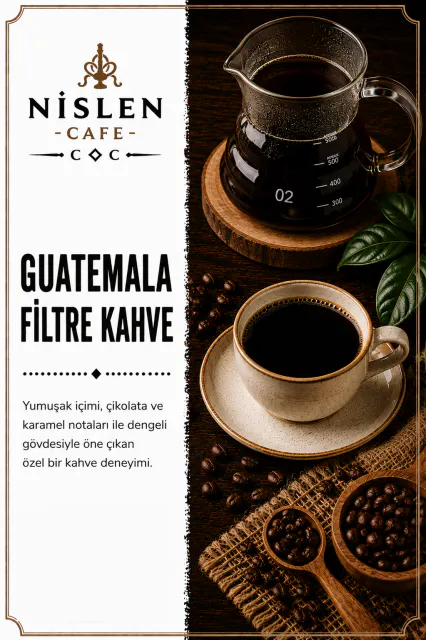 NİSLEN
- CAFE -
C C
GUATEMALA
FİLTRE KAHVE
Yumuşak içimi, çikolata ve
karamel notaları ile dengeli
gövdesiyle öne çıkan
özel bir kahve deneyimi.
500
400
300
02